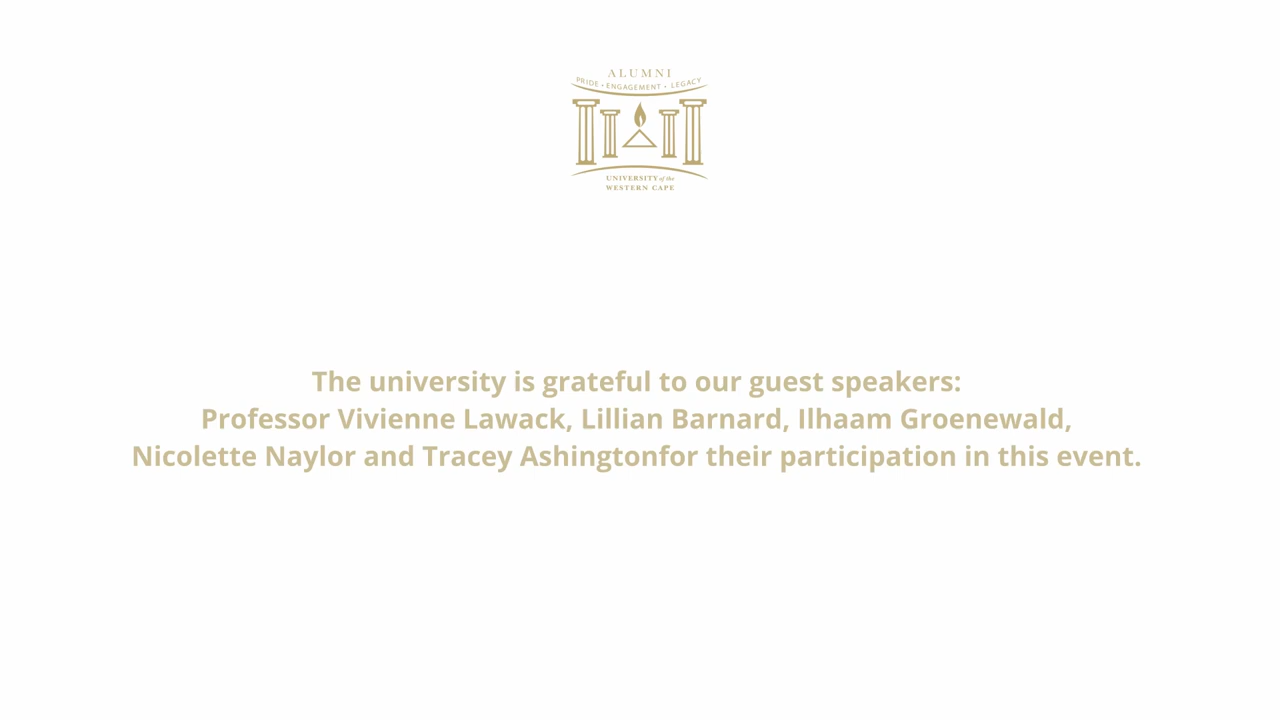 ALUMNI
PRIDE • ENGAGEMENT • LEGACY
UNIVERSITY of the
WESTERN CAPE
The university is grateful to our guest speakers:
Professor Vivienne Lawack, Lillian Barnard, Ilhaam Groenewald,
Nicolette Naylor and Tracey Ashingtonfor their participation in this event.